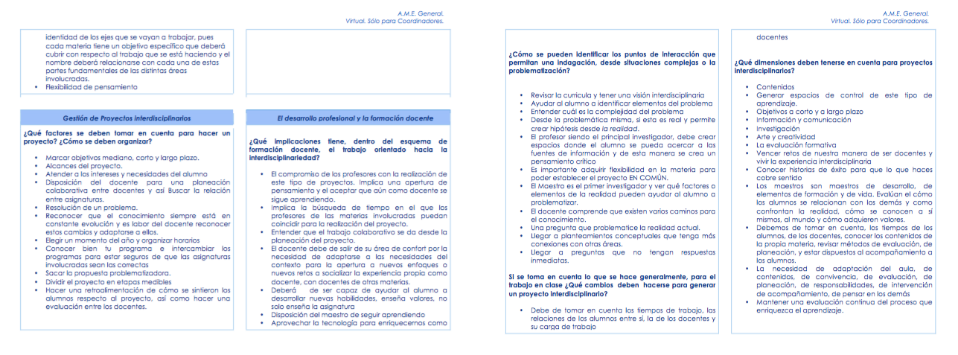 A.M.E. General.
Virtual. Sólo para Coordinadores.
identidad de los ejes que se vayan a trabajar, pues
cada materia tiene un objetivo específico que deberá
cubrir con respecto al trabajo que se está haciendo y el
nombre deberá relacionarse con cada una de estas
partes fundamentales de las distintas áreas
involucradas.
• Flexibilidad de pensamiento
Gestión de Proyectos interdisciplinarios
¿Qué factores se deben tomar en cuenta para hacer un
proyecto? ¿Cómo se deben organizar?
• Marcar objetivos mediano, corto y largo plazo.
• Alcances del proyecto.
• Atender a los intereses y necesidades del alumno
• Disposición del docente para una planeación
colaborativa entre docentes y así Buscar la relación
entre asignaturas.
• Resolución de un problema.
• Reconocer que el conocimiento siempre está en
constante evolución y es labor del docente reconocer
estos cambios y adaptarse a ellos.
• Elegir un momento del año y organizar horarios
• Conocer bien tu programa e intercambiar los
programas para estar seguros de que las asignaturas
involucradas sean las correctas
• Sacar la propuesta problematizadora.
• Dividir el proyecto en etapas medibles
• Hacer una retroalimentación de cómo se sintieron los
alumnos respecto al proyecto, así como hacer una
evaluación entre los docentes.
El desarrollo profesional y la formación docente
¿Qué implicaciones tiene, dentro del esquema de
formación docente, el trabajo orientado hacia la
interdisciplinariedad?
• El compromiso de los profesores con la realización de
este tipo de proyectos. Implica una apertura de
pensamiento y el aceptar que aún como docente se
sigue aprendiendo.
• Implica la búsqueda de tiempo en el que los
profesores de las materias involucradas puedan
coincidir para la realización del proyecto.
• Entender que el trabajo colaborativo se da desde la
planeación del proyecto.
• El docente debe de salir de su área de confort por la
necesidad de adaptarse a las necesidades del
contexto para la apertura a nuevos enfoques o
nuevos retos a socializar la experiencia propia como
docente, con docentes de otras materias.
• Deberá de ser capaz de ayudar al alumno a
desarrollar nuevas habilidades, enseña valores, no
solo enseña la asignatura
• Disposición del maestro de seguir aprendiendo
• Aprovechar la tecnología para enriquecernos como
A.M.E. General.
Virtual. Sólo para Coordinadores.
¿Cómo se pueden identificar los puntos de interacción que
permitan una indagación, desde situaciones complejas o la
problematización?
• Revisar la currícula y tener una visión interdisciplinaria
• Ayudar al alumno a identificar elementos del problema
• Entender cuál es la complejidad del problema
• Desde la problemática misma, si esta es real y permite
crear hipótesis desde la realidad.
• El profesor siendo el principal investigador, debe crear
espacios donde el alumno se pueda acercar a las
fuentes de información y de esta manera se crea un
pensamiento crítico
• Es importante adquirir flexibilidad en la materia para
poder establecer el proyecto EN COMÚN.
• El Maestro es el primer investigador y ver qué factores o
elementos de la realidad pueden ayudar al alumno a
problematizar.
• El docente comprende que existen varios caminos para
el conocimiento.
• Una pregunta que problematice la realidad actual.
• Llegar a planteamientos conceptuales que tenga más
conexiones con otras áreas.
• Llegar a preguntas que no tengan respuestas
inmediatas.
Si se toma en cuenta lo que se hace generalmente, para el
trabajo en clase ¿Qué cambios deben hacerse para generar
un proyecto interdisciplinario?
• Debe de tomar en cuenta los tiempos de trabajo, las
relaciones de los alumnos entre sí, la de los docentes y
su carga de trabajo
docentes
¿Qué dimensiones deben tenerse en cuenta para proyectos
interdisciplinarios?
• Contenidos
• Generar espacios de control de este tipo de
aprendizaje.
• Objetivos a corto y a largo plazo
• Información y comunicación
• Investigación
• Arte y creatividad
• La evaluación formativa
• Vencer retos de nuestra manera de ser docentes y
vivir la experiencia interdisciplinaria
• Conocer historias de éxito para que lo que haces
cobre sentido
• Los maestros son maestros de desarrollo, de
elementos de formación y de vida. Evalúan el cómo
los alumnos se relacionan con los demás y como
confrontan la realidad, cómo se conocen a sí
mismos, al mundo y cómo adquieren valores.
• Debemos de tomar en cuenta, los tiempos de los
alumnos, de los docentes, conocer los contenidos de
la propia materia, revisar métodos de evaluación, de
planeación, y estar dispuestos al acompañamiento a
los alumnos.
• La necesidad de adaptación del aula, de
contenidos, de convivencia, de evaluación, de
planeación, de responsabilidades, de intervención
de acompañamiento, de pensar en los demás
• Mantener una evaluación continua del proceso que
enriquezca el aprendizaje.